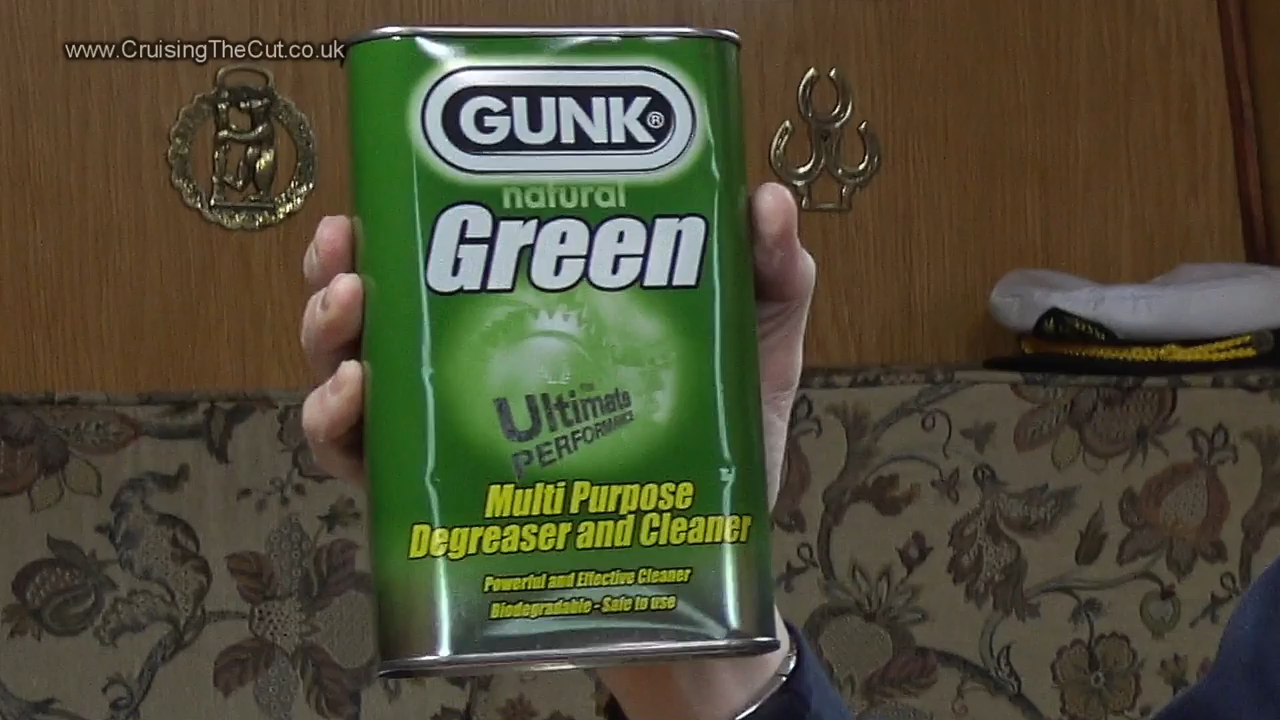 www.CruisingTheCut.co.uk
GUNK®
natural
Green
Ultimate
PERFORMANCE
Multi Purpose
Degreaser and Cleaner
Powerful and Effective Cleaner
Biodegradable - Safe to use